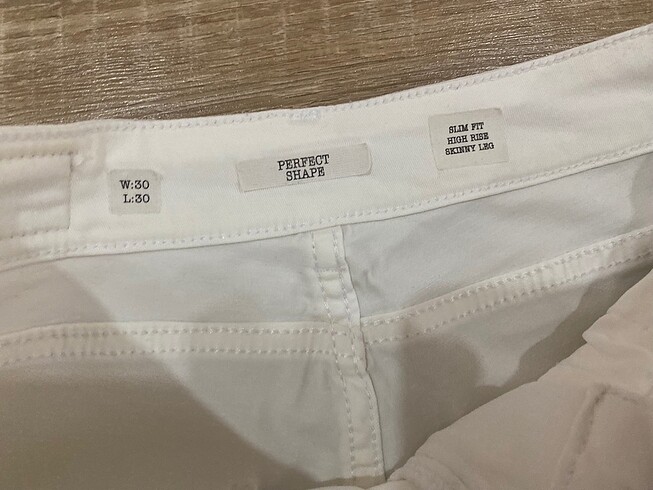 W:30
L:30
PERFECT
SHAPE
SLIM FIT
HIGH RISE
SKINNY LEG